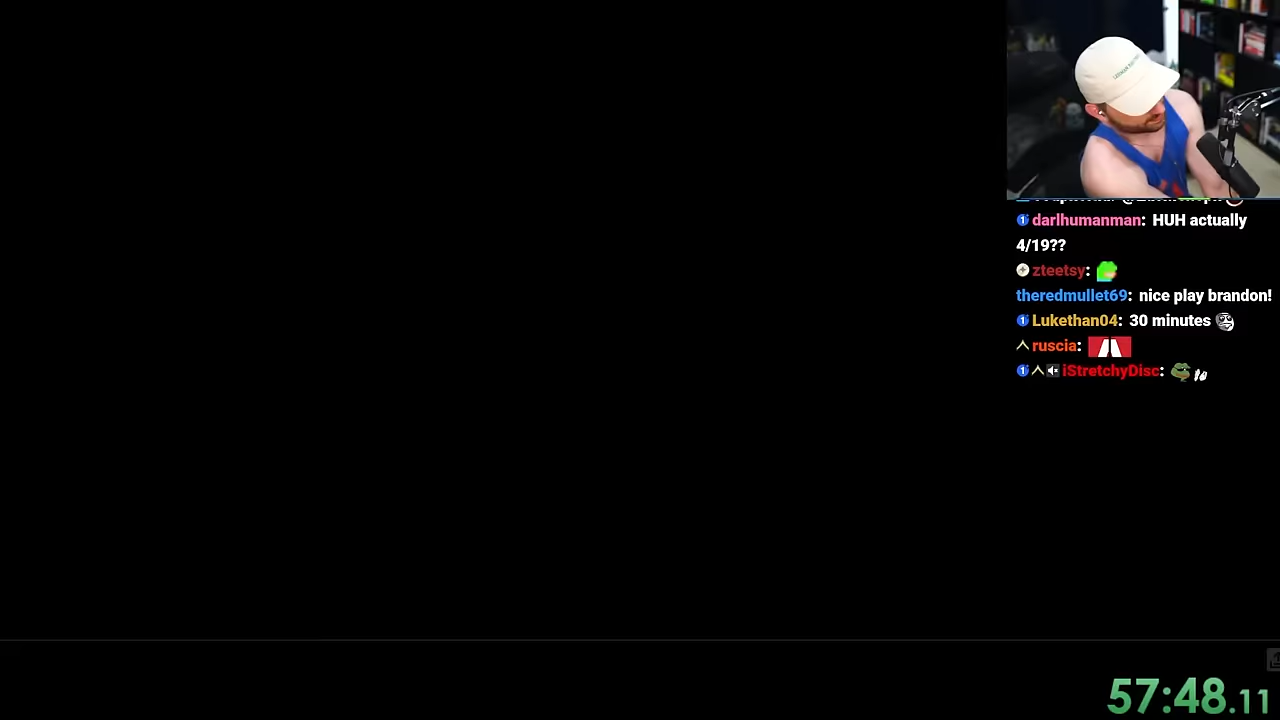 darlhumanman: HUH actually
4/19??
zteetsy:
theredmullet69: nice play brandon!
Lukethan04: 30 minutes
ruscia:
iStretchyDisc:
57:48.11